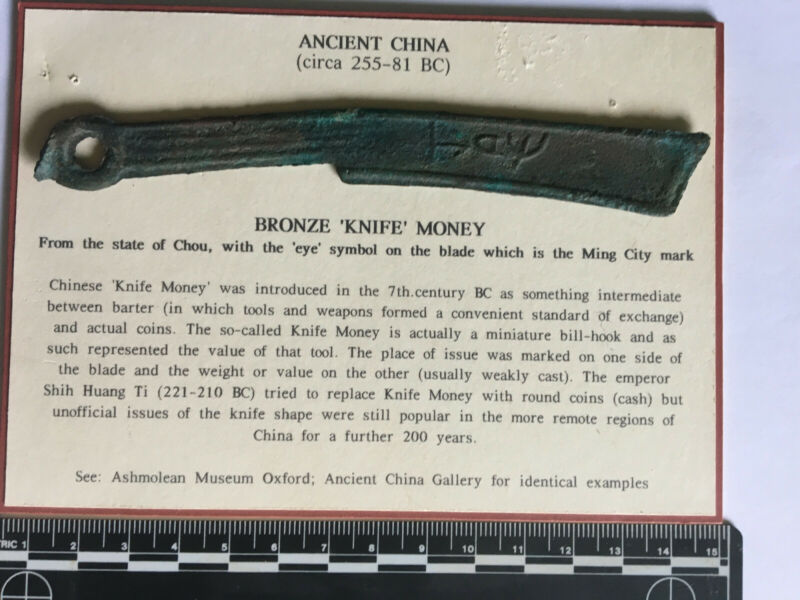 ANCIENT CHINA
(circa 255-81 BC)
BRONZE 'KNIFE' MONEY
From the state of Chou, with the 'eye' symbol on the blade which is the Ming City mark
Chinese 'Knife Money' was introduced in the 7th.century BC as something intermediate
between barter (in which tools and weapons formed a convenient standard of exchange)
and actual coins. The so-called Knife Money is actually a miniature bill-hook and as
such represented the value of that tool. The place of issue was marked on one side of
the blade and the weight or value on the other (usually weakly cast). The emperor
Shih Huang Ti (221-210 BC) tried to replace Knife Money with round coins (cash) but
unofficial issues of the knife shape were still popular in the more remote regions of
China for a further 200 years.
See: Ashmolean Museum Oxford; Ancient China Gallery for identical examples
TRIC 1 2 3 4 5 6 7 8 9 10 11 12 13 14 15